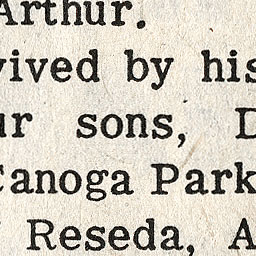 Arthur.
vived by his
ur sons, D
Canoga Park
Reseda, A